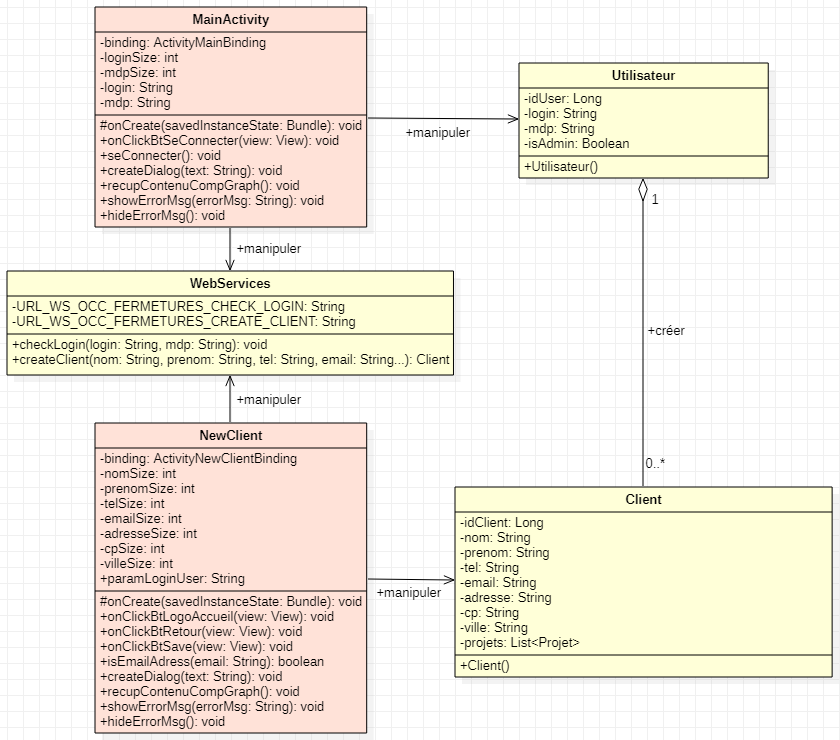 MainActivity
-binding: ActivityMainBinding
-loginSize: int
-mdpSize: int
-login: String
-mdp: String
#onCreate(savedInstanceState: Bundle): void
+onClickBtSeConnecter(view: View): void
+seConnecter(): void
+createDialog(text: String): void
+recupContenuCompGraph(): void
+showErrorMsg(errorMsg: String): void
+hideErrorMsg(): void
+manipuler
Utilisateur
-idUser: Long
-login: String
-mdp: String
-isAdmin: Boolean
+Utilisateur()
1
+créer
0..*
+manipuler
WebServices
-URL_WS_OCC_FERMETURES_CHECK_LOGIN: String
-URL_WS_OCC_FERMETURES_CREATE_CLIENT: String
+checkLogin(login: String, mdp: String): void
+createClient(nom: String, prenom: String, tel: String, email: String...): Client
+manipuler
NewClient
-binding: ActivityNewClientBinding
-nomSize: int
-prenomSize: int
-telSize: int
-emailSize: int
-adresseSize: int
-cpSize: int
-villeSize: int
+paramLoginUser: String
#onCreate(savedInstanceState: Bundle): void
+onClickBtLogoAccueil(view: View): void
+onClickBtRetour(view: View): void
+onClickBtSave(view: View): void
+isEmailAdress(email: String): boolean
+createDialog(text: String): void
+recupContenuCompGraph(): void
+showErrorMsg(errorMsg: String): void
+hideErrorMsg(): void
+manipuler
Client
-idClient: Long
-nom: String
-prenom: String
-tel: String
-email: String
-adresse: String
-cp: String
-ville: String
-projets: List<Projet>
+Client()